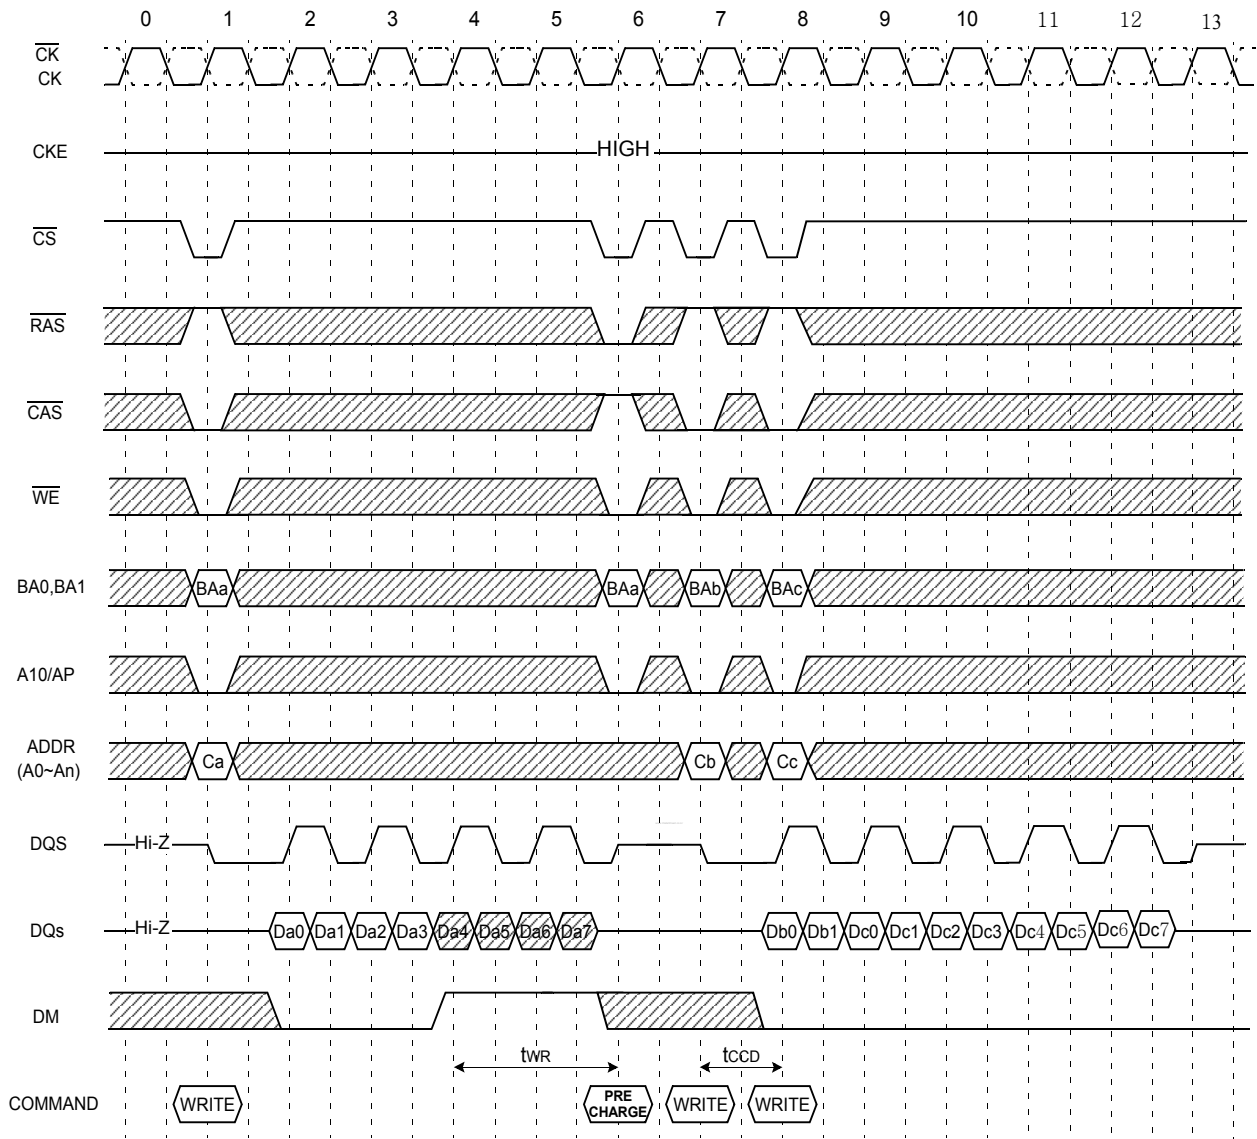 0 1 2 3 4 5 6 7 8 9 10 11 12 13
CK
CK
CKE HIGH
CS
RAS
CAS
WE
BA0,BA1 BAa BAa BAb BAc
A10/AP
ADDR
(A0~An) Ca Cb Cc
DQS Hi-Z
DQs Hi-Z Da0 Da1 Da2 Da3 Da4 Da5 Da6 Da7 Db0 Db1 Dc0 Dc1 Dc2 Dc3 Dc4 Dc5 Dc6 Dc7
DM
tWR tCCD
COMMAND WRITE PRE CHARGE WRITE WRITE